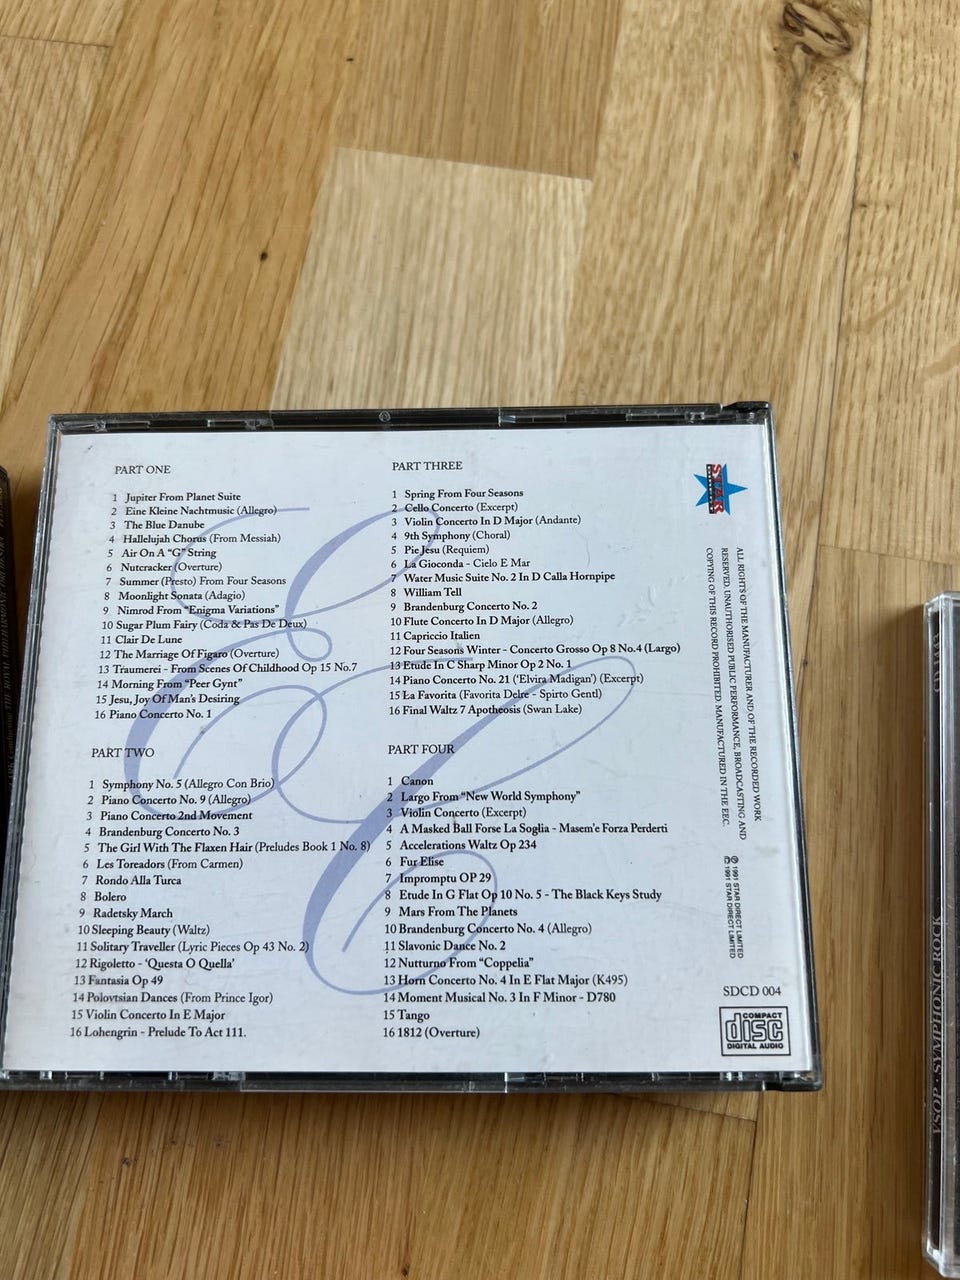 PART ONE
1 Jupiter From Planet Suite
2 Eine Kleine Nachtmusic (Allegro)
3 The Blue Danube
4 Hallelujah Chorus (From Messiah)
5 Air On A "G" String
6 Nutcracker (Overture)
7 Summer (Presto) From Four Seasons
8 Moonlight Sonata (Adagio)
9 Nimrod From "Enigma Variations"
10 Sugar Plum Fairy (Coda & Pas De Deux)
11 Clair De Lune
12 The Marriage Of Figaro (Overture)
13 Traumerei - From Scenes Of Childhood Op 15 No.7
14 Morning From "Peer Gynt"
15 Jesu, Joy Of Man's Desiring
16 Piano Concerto No. 1
PART TWO
1 Symphony No. 5 (Allegro Con Brio)
2 Piano Concerto No. 9 (Allegro)
3 Piano Concerto 2nd Movement
4 Brandenburg Concerto No. 3
5 The Girl With The Flaxen Hair (Preludes Book 1 No. 8)
6 Les Toreadors (From Carmen)
7 Rondo Alla Turca
8 Bolero
9 Radetsky March
10 Sleeping Beauty (Waltz)
11 Solitary Traveller (Lyric Pieces Op 43 No. 2)
12 Rigoletto - 'Questa O Quella'
13 Fantasia Op 49
14 Polovtsian Dances (From Prince Igor)
15 Violin Concerto In E Major
16 Lohengrin - Prelude To Act 111.
PART THREE
1 Spring From Four Seasons
2 Cello Concerto (Excerpt)
3 Violin Concerto In D Major (Andante)
4 9th Symphony (Choral)
5 Pie Jesu (Requiem)
6 La Gioconda - Cielo E Mar
7 Water Music Suite No. 2 In D Calla Hornpipe
8 William Tell
9 Brandenburg Concerto No. 2
10 Flute Concerto In D Major (Allegro)
11 Capriccio Italien
12 Four Seasons Winter - Concerto Grosso Op 8 No.4 (Largo)
13 Etude In C Sharp Minor Op 2 No. 1
14 Piano Concerto No. 21 ('Elvira Madigan') (Excerpt)
15 La Favorita (Favorita Delre - Spirto Gentl)
16 Final Waltz 7 Apotheosis (Swan Lake)
PART FOUR
1 Canon
2 Largo From "New World Symphony"
3 Violin Concerto (Excerpt)
4 A Masked Ball Forse La Soglia - Masem'e Forza Perderti
5 Accelerations Waltz Op 234
6 Fur Elise
7 Impromptu OP 29
8 Etude In G Flat Op 10 No. 5 - The Black Keys Study
9 Mars From The Planets
10 Brandenburg Concerto No. 4 (Allegro)
11 Slavonic Dance No. 2
12 Nutturno From "Coppelia"
13 Horn Concerto No. 4 In E Flat Major (K495)
14 Moment Musical No. 3 In F Minor - D780
15 Tango
16 1812 (Overture)
STAR
ALL RIGHTS OF THE MANUFACTURER AND OF THE RECORDED WORK
RESERVED. UNAUTHORISED PUBLIC PERFORMANCE, BROADCASTING AND
COPYING OF THIS RECORD PROHIBITED. MANUFACTURED IN THE EEC.
℗ 1991 STAR DIRECT LIMITED
© 1991 STAR DIRECT LIMITED
SDCD 004
COMPACT
disc
DIGITAL AUDIO
VSOP · SYMPHONIC ROCK